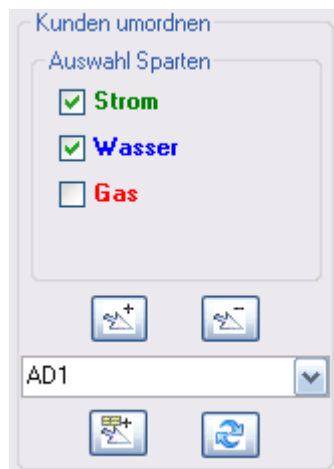 Kunden umordnen
Auswahl Sparten
Strom
Wasser
Gas
AD1